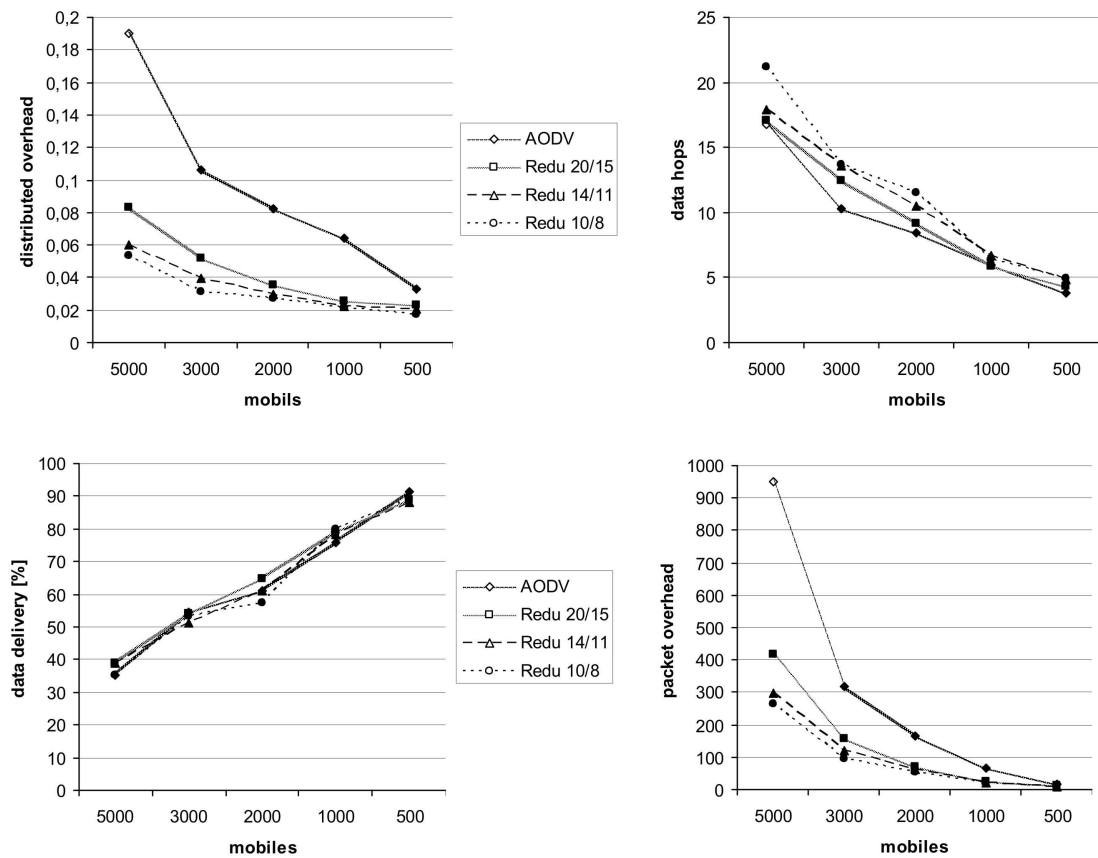 0,2
0,18
0,16
0,14
0,12
0,1
0,08
0,06
0,04
0,02
0
distributed overhead
5000 3000 2000 1000 500
mobils
AODV
Redu 20/15
Redu 14/11
Redu 10/8
25
20
15
10
5
0
data hops
5000 3000 2000 1000 500
mobils
100
90
80
70
60
50
40
30
20
10
0
data delivery [%]
5000 3000 2000 1000 500
mobiles
AODV
Redu 20/15
Redu 14/11
Redu 10/8
1000
900
800
700
600
500
400
300
200
100
0
packet overhead
5000 3000 2000 1000 500
mobiles